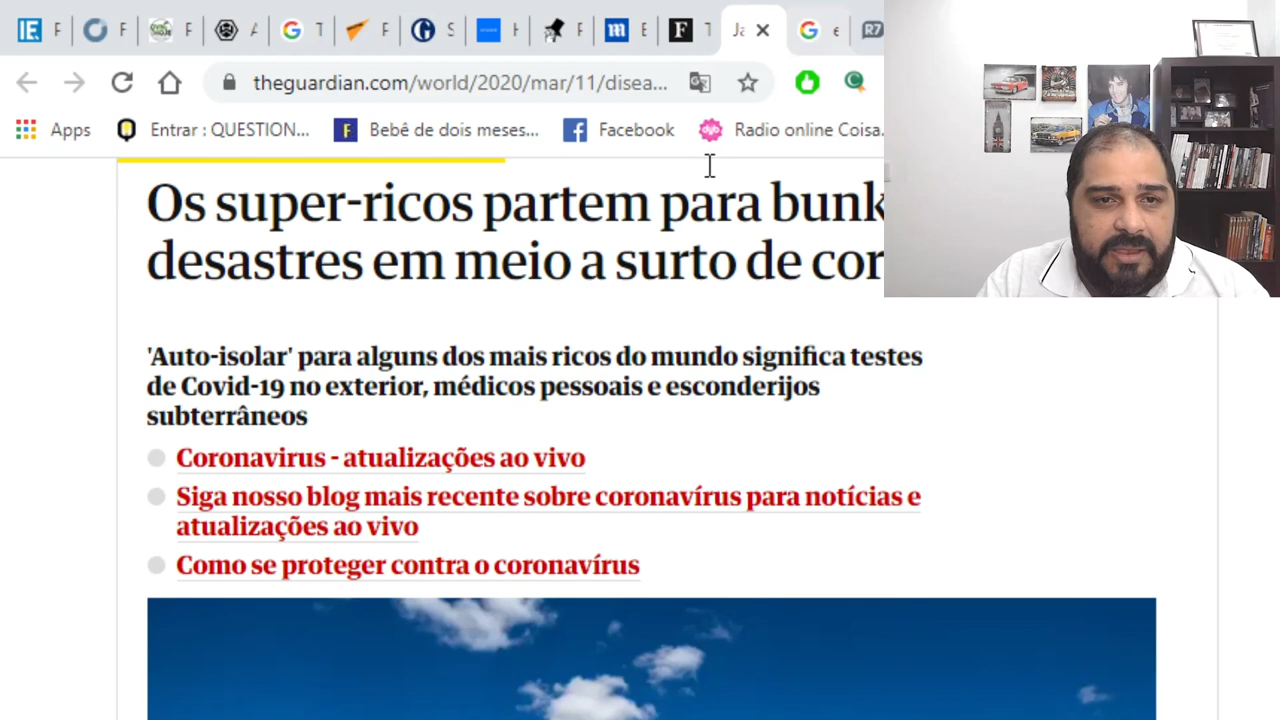 theguardian.com/world/2020/mar/11/disea...
Apps Entrar : QUESTION... Bebê de dois meses... Facebook Radio online Coisa.
Os super-ricos partem para bunk
desastres em meio a surto de cor
'Auto-isolar' para alguns dos mais ricos do mundo significa testes
de Covid-19 no exterior, médicos pessoais e esconderijos
subterrâneos
Coronavirus - atualizações ao vivo
Siga nosso blog mais recente sobre coronavírus para notícias e
atualizações ao vivo
Como se proteger contra o coronavírus